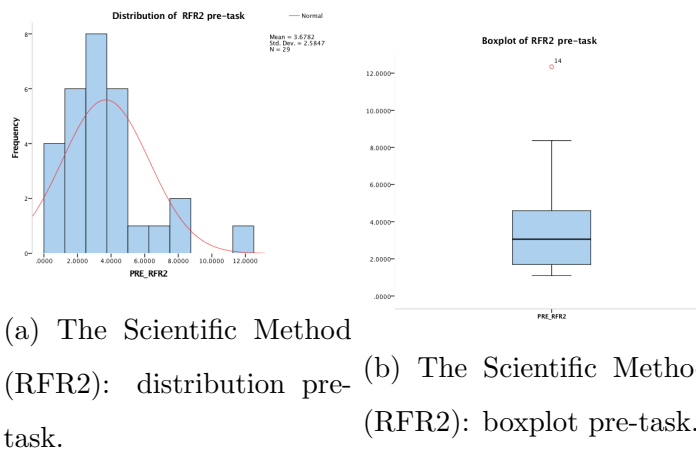 Distribution of RFR2 pre-task
Normal
Mean = 3.6782
Std. Dev. = 2.5847
N = 29
8
6
4
2
0
Frequency
.0000 2.0000 4.0000 6.0000 8.0000 10.0000 12.0000
PRE_RFR2
(a) The Scientific Method
(RFR2): distribution pre-
task.
Boxplot of RFR2 pre-task
14
12.0000
10.0000
8.0000
6.0000
4.0000
2.0000
.0000
PRE_RFR2
(b) The Scientific Metho
(RFR2): boxplot pre-task.